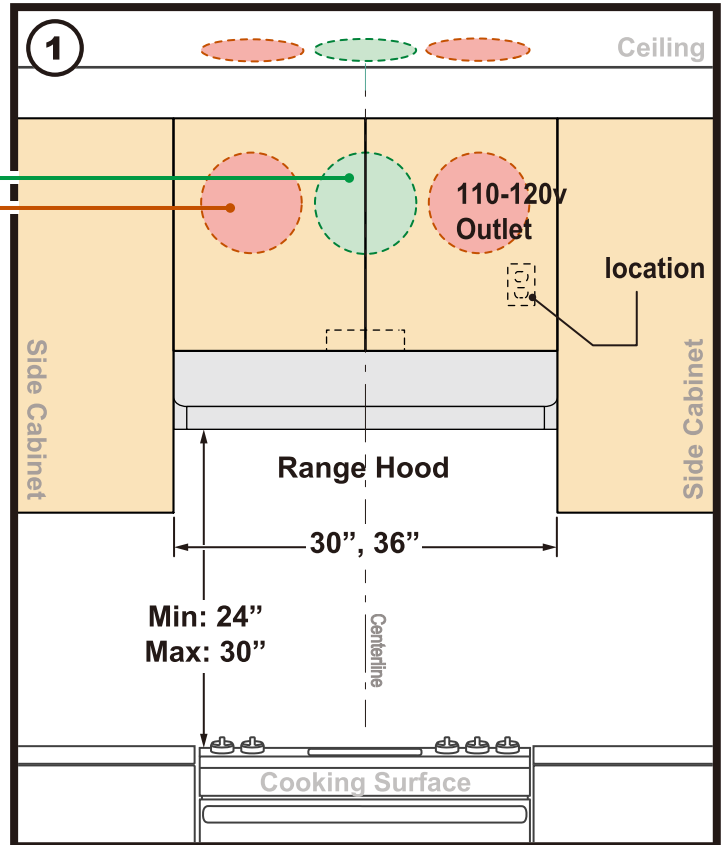 1
Ceiling
110-120v
Outlet
location
Side Cabinet
Side Cabinet
Range Hood
30”, 36”
Min: 24”
Max: 30”
Centerline
Cooking Surface